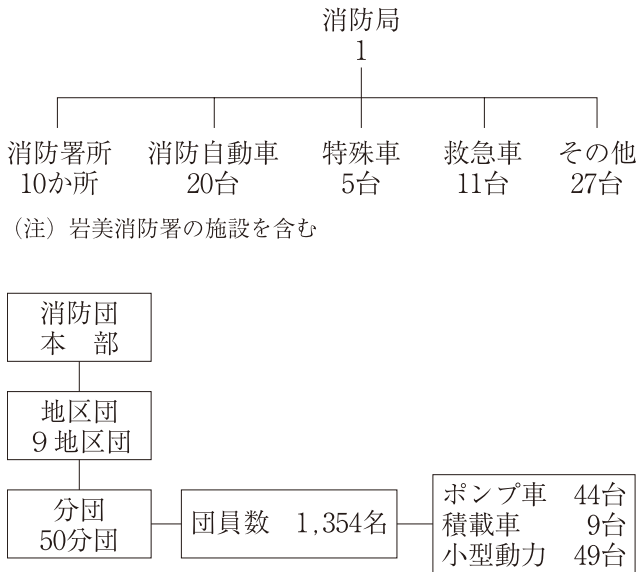 消防局
1
消防署所 消防自動車 特殊車 救急車 その他
10か所 20台 5台 11台 27台
(注) 岩美消防署の施設を含む
消防団
本 部
地区団
9地区団
分団
50分団
団員数 1,354名
ポンプ車 44台
積載車 9台
小型動力 49台